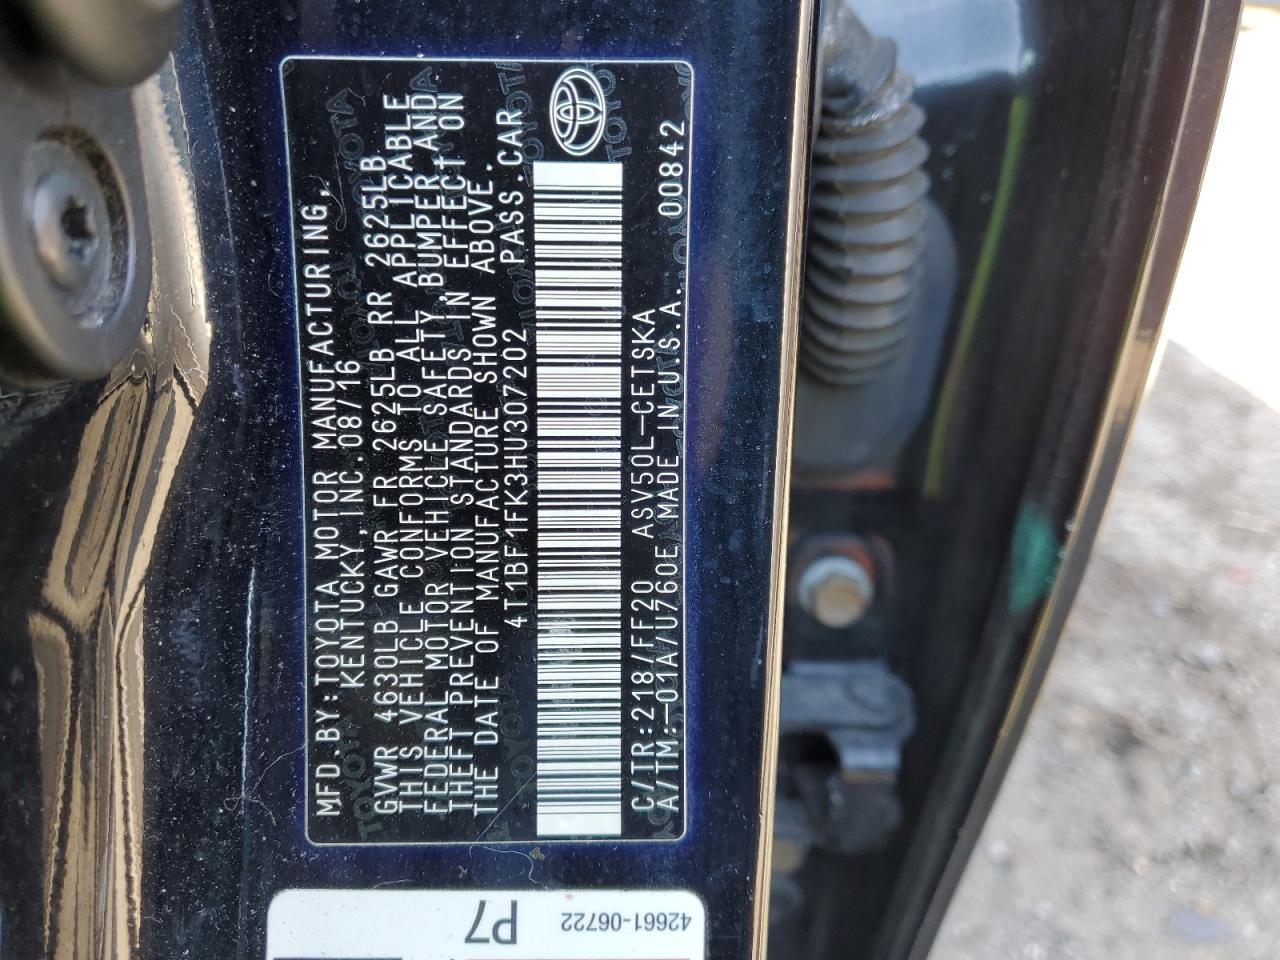 MFD.BY:TOYOTA MOTOR MANUFACTURING,
KENTUCKY,INC.08/16
GVWR 4630LB GAWR FR 2625LB RR 2625LB
THIS VEHICLE CONFORMS TO ALL APPLICABLE
FEDERAL MOTOR VEHICLE SAFETY,BUMPER,AND
THEFT PREVENTION STANDARDS IN EFFECT ON
THE DATE OF MANUFACTURE SHOWN ABOVE.
4T1BF1FK3HU307202 PASS.CAR
C/TR:218/FF20 ASV50L-CETSKA 00842
A/TM:-01A/U760E MADE IN U.S.A.
P7
42661-06722